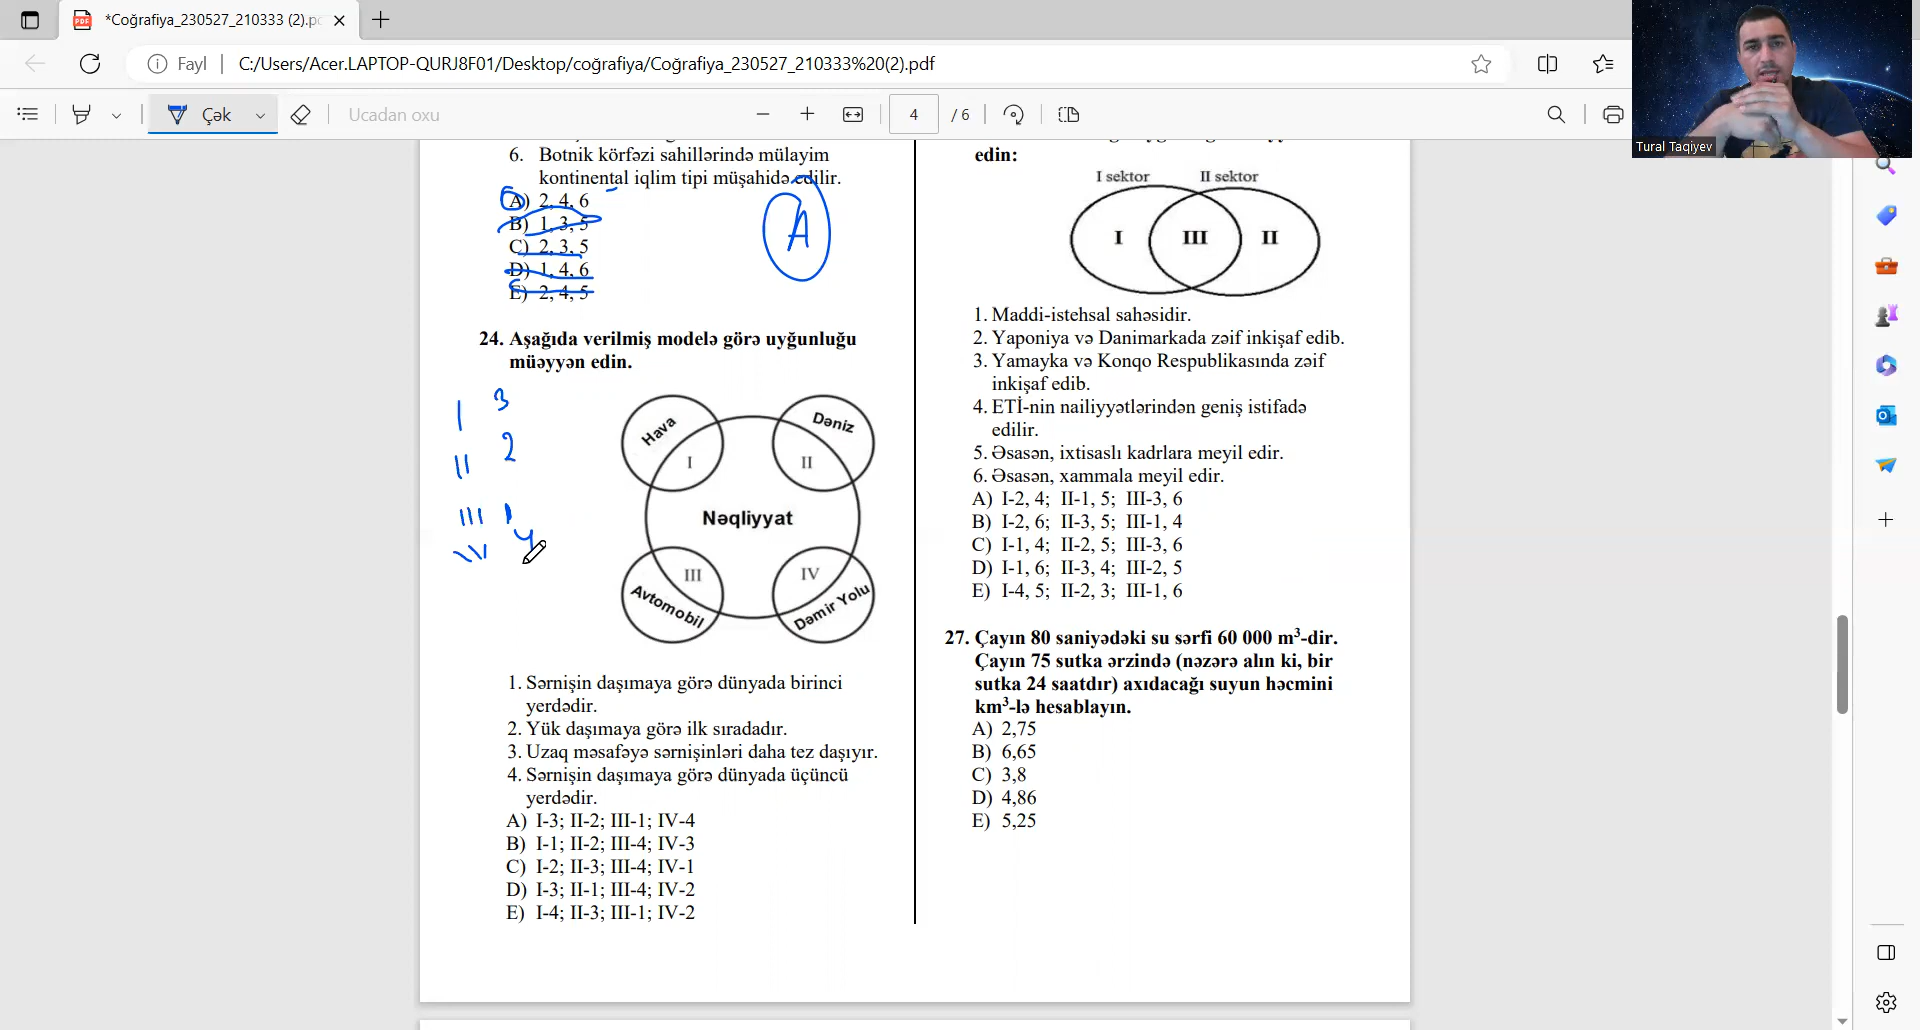 *Coğrafiya_230527_210333 (2).pd
Fayl
C:/Users/Acer.LAPTOP-QURJ8F01/Desktop/coğrafiya/Coğrafiya_230527_210333%20(2).pdf
Çək
Ucadan oxu
4
/ 6
Tural Taqiyev
6. Botnik körfəzi sahillərində mülayim
kontinental iqlim tipi müşahidə edilir.
A) 2, 4, 6
B) 1, 3, 5
C) 2, 3, 5
D) 1, 4, 6
E) 2, 4, 5
A
24. Aşağıda verilmiş modelə görə uyğunluğu
müəyyən edin.
I 3
II 2
III 1
IV 4
Hava
Dəniz
I
II
Nəqliyyat
III
IV
Avtomobil
Dəmir Yolu
1. Sərnişin daşımaya görə dünyada birinci
yerdədir.
2. Yük daşımaya görə ilk sıradadır.
3. Uzaq məsafəyə sərnişinləri daha tez daşıyır.
4. Sərnişin daşımaya görə dünyada üçüncü
yerdədir.
A) I-3; II-2; III-1; IV-4
B) I-1; II-2; III-4; IV-3
C) I-2; II-3; III-4; IV-1
D) I-3; II-1; III-4; IV-2
E) I-4; II-3; III-1; IV-2
edin:
I sektor
II sektor
I
III
II
1. Maddi-istehsal sahəsidir.
2. Yaponiya və Danimarkada zəif inkişaf edib.
3. Yamayka və Konqo Respublikasında zəif
inkişaf edib.
4. ETİ-nin nailiyyətlərindən geniş istifadə
edilir.
5. Əsasən, ixtisaslı kadrlara meyil edir.
6. Əsasən, xammala meyil edir.
A) I-2, 4; II-1, 5; III-3, 6
B) I-2, 6; II-3, 5; III-1, 4
C) I-1, 4; II-2, 5; III-3, 6
D) I-1, 6; II-3, 4; III-2, 5
E) I-4, 5; II-2, 3; III-1, 6
27. Çayın 80 saniyədəki su sərfi 60 000 m³-dir.
Çayın 75 sutka ərzində (nəzərə alın ki, bir
sutka 24 saatdır) axıdacağı suyun həcmini
km³-lə hesablayın.
A) 2,75
B) 6,65
C) 3,8
D) 4,86
E) 5,25